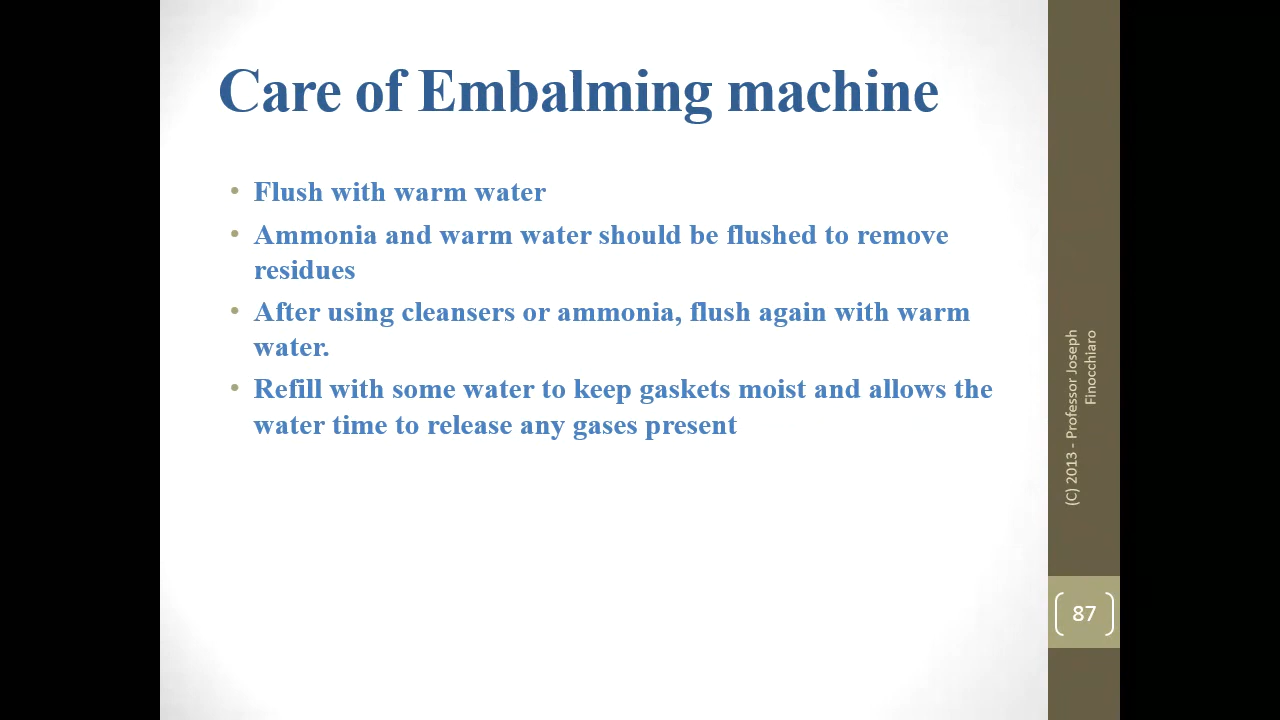 Care of Embalming machine
• Flush with warm water
• Ammonia and warm water should be flushed to remove
residues
• After using cleansers or ammonia, flush again with warm
water.
• Refill with some water to keep gaskets moist and allows the
water time to release any gases present
(C) 2013 - Professor Joseph
Finocchiaro
87